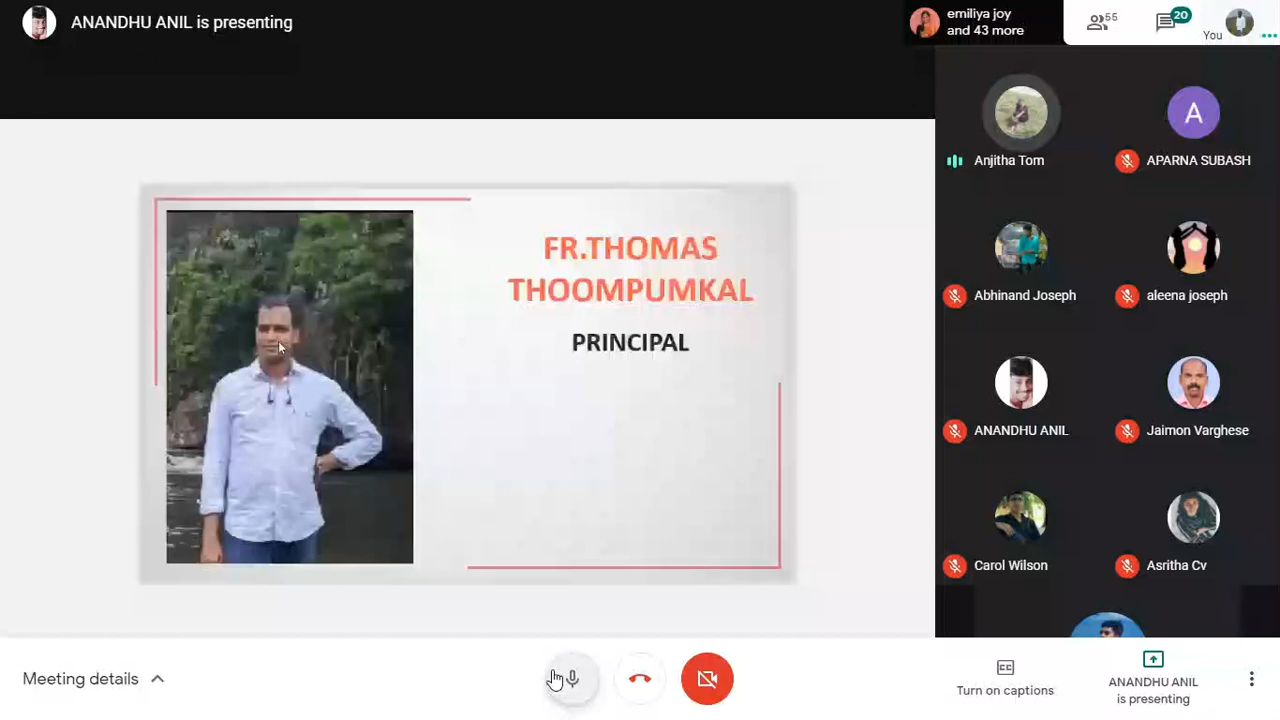 ANANDHU ANIL is presenting
emiliya joy
and 43 more
55
20
You
FR.THOMAS
THOOMPUMKAL
PRINCIPAL
Anjitha Tom
A
APARNA SUBASH
Abhinand Joseph
aleena joseph
ANANDHU ANIL
Jaimon Varghese
Carol Wilson
Asritha Cv
Meeting details
CC
Turn on captions
ANANDHU ANIL
is presenting